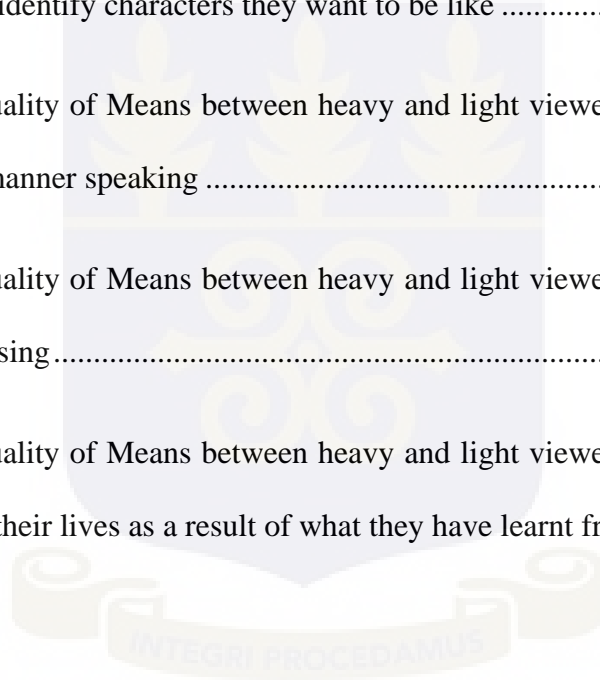 identify characters they want to be like ............
uality of Means between heavy and light viewe
nanner speaking ................................................
uality of Means between heavy and light viewe
sing...................................................................
uality of Means between heavy and light viewe
their lives as a result of what they have learnt fr
INTEGRI PROCEDAMUS